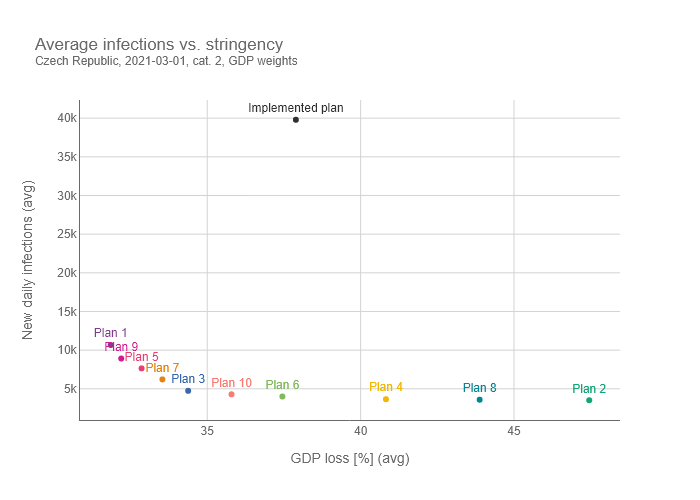 Average infections vs. stringency
Czech Republic, 2021-03-01, cat. 2, GDP weights
Implemented plan
40k
35k
30k
25k
20k
15k
10k
5k
New daily infections (avg)
Plan 1
Plan 9
Plan 5
Plan 7
Plan 3
Plan 10
Plan 6
Plan 4
Plan 8
Plan 2
35
40
45
GDP loss [%] (avg)